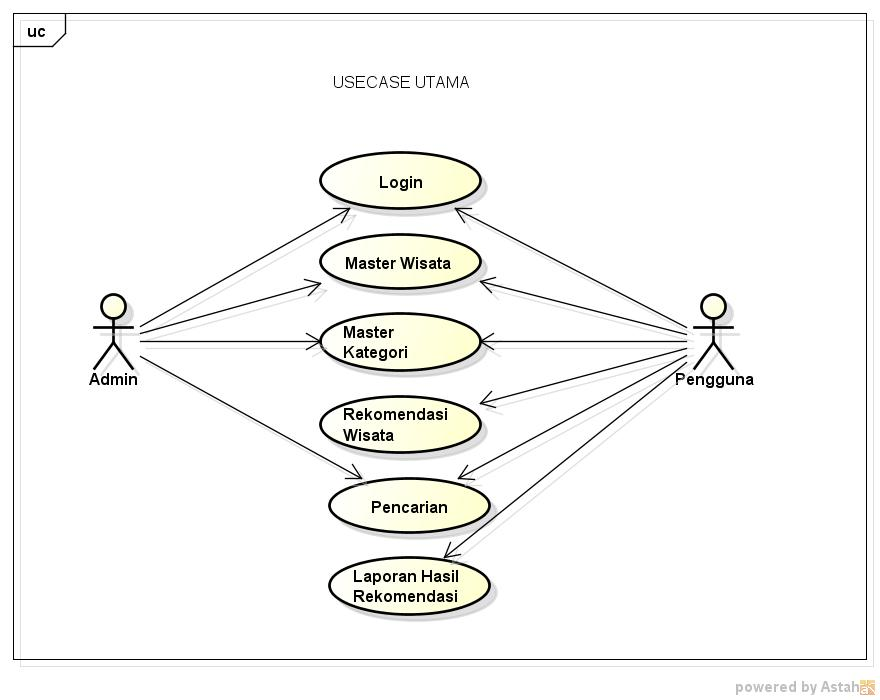 uc
USECASE UTAMA
Login
Master Wisata
Master
Kategori
Admin
Pengguna
Rekomendasi
Wisata
Pencarian
Laporan Hasil
Rekomendasi
powered by Astah